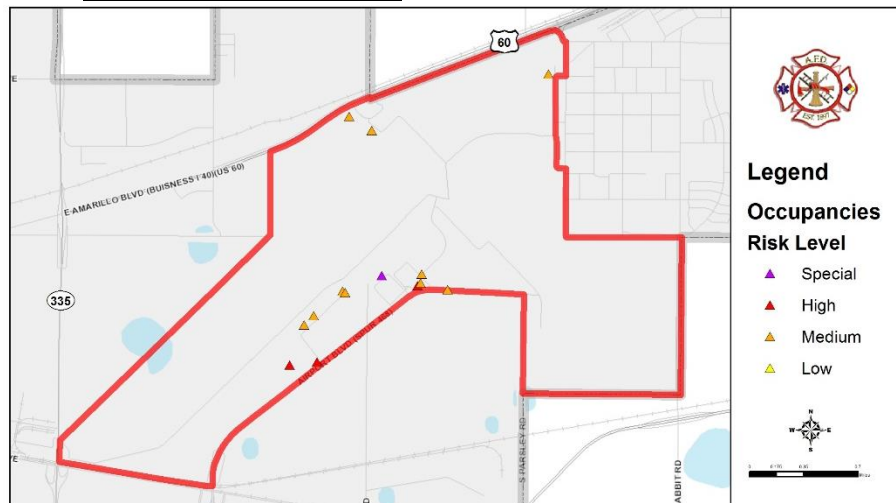 60
E AMARILLO BLVD (BUISNESS I 40)(US 60)
335
S PARSLEY RD
ABBIT RD
A.F.D.
Legend
Occupancies
Risk Level
Special
High
Medium
Low
N
W
E
S